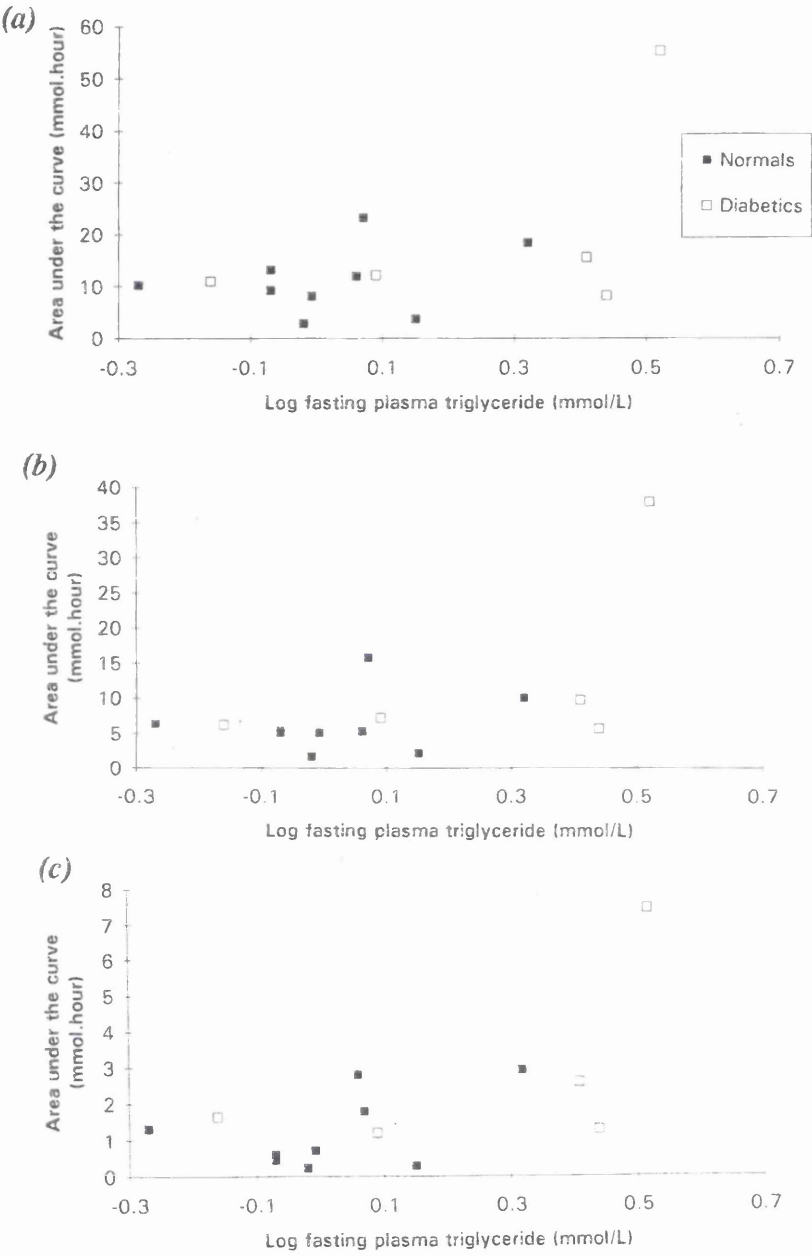 (a)
Area under the curve (mmol.hour)
60
50
40
30
20
10
0
-0.3 -0.1 0.1 0.3 0.5 0.7
Log fasting plasma triglyceride (mmol/L)
Normals
Diabetics
(b)
Area under the curve
(mmol.hour)
40
35
30
25
20
15
10
5
0
-0.3 -0.1 0.1 0.3 0.5 0.7
Log fasting plasma triglyceride (mmol/L)
(c)
Area under the curve
(mmol.hour)
8
7
6
5
4
3
2
1
0
-0.3 -0.1 0.1 0.3 0.5 0.7
Log fasting plasma triglyceride (mmol/L)